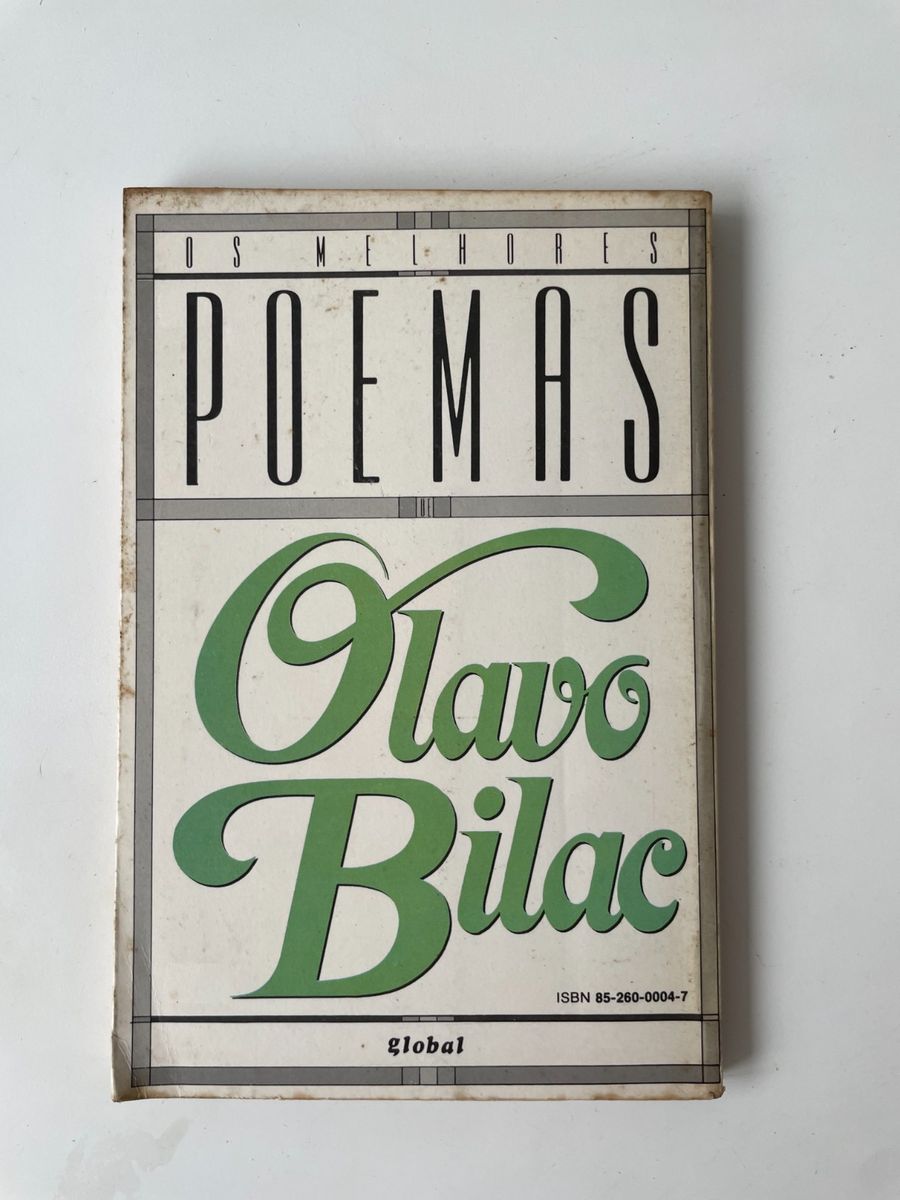 OS MELHORES
POEMAS
DE
Olavo
Bilac
ISBN 85-260-0004-7
global